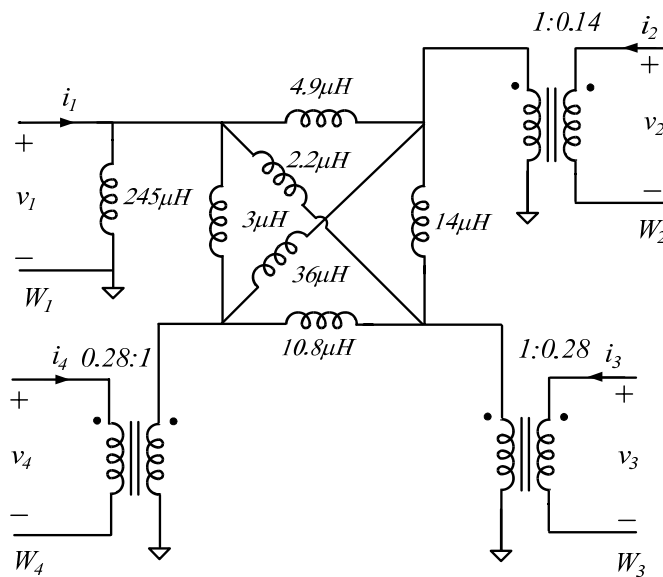 1:0.14
i2
+
v2
−
W2
i1
+
v1
−
W1
245μH
4.9μH
2.2μH
3μH
36μH
14μH
10.8μH
i4
0.28:1
+
v4
−
W4
1:0.28
i3
+
v3
−
W3